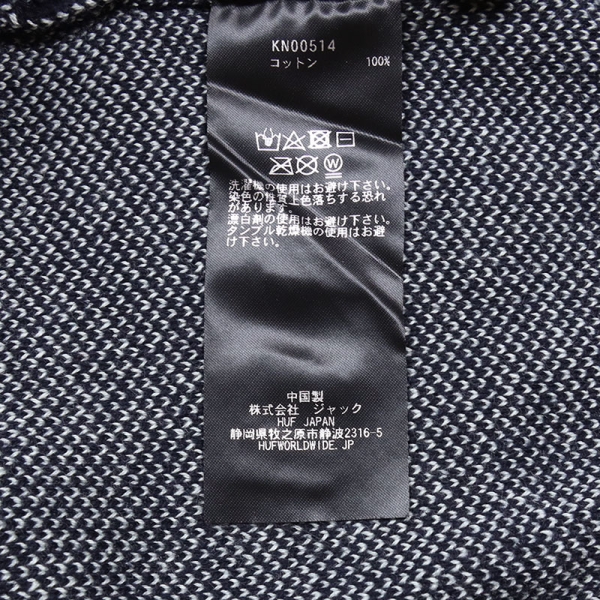 KN00514
コットン 100%
洗濯機の使用はお避け下さい。
染色の性質上色落ちする恐れ
があります。
漂白剤の使用はお避け下さい。
タンブル乾燥機の使用はお避
け下さい。
中国製
株式会社 ジャック
HUF JAPAN
静岡県牧之原市静波2316-5
HUFWORLDWIDE.JP